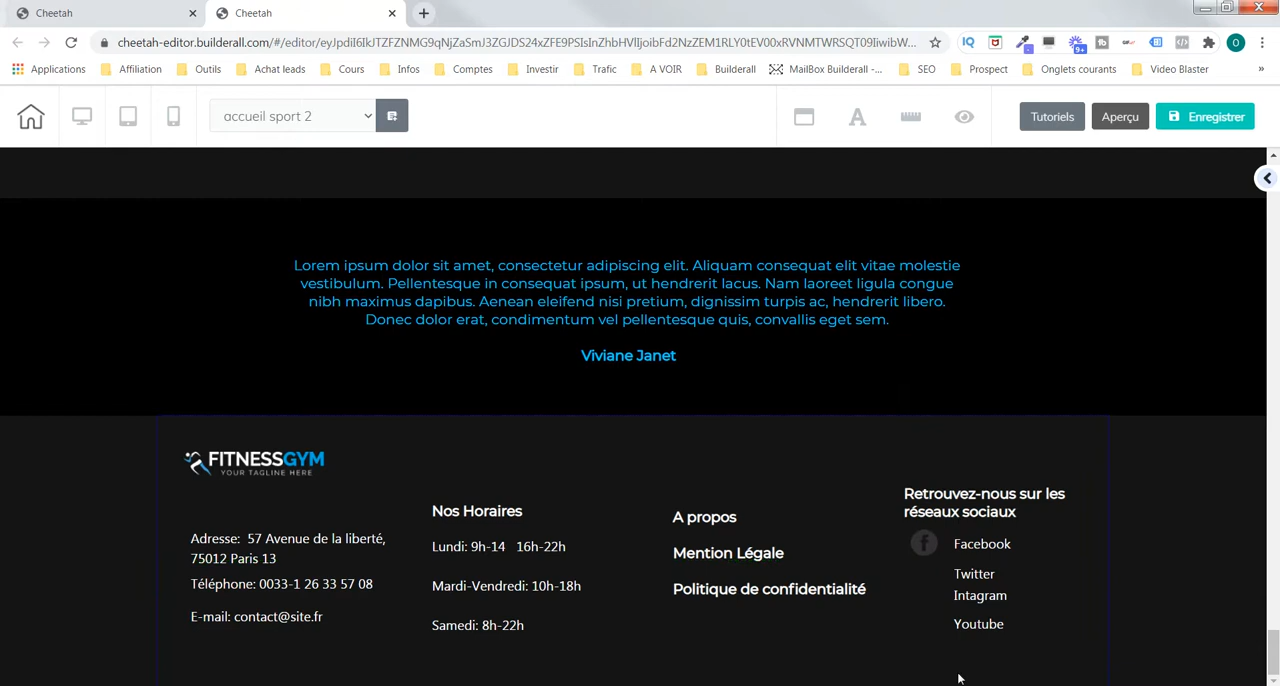 Cheetah
Cheetah
cheetah-editor.builderall.com/#/editor/eyJpdiI6IlJTZFZNMG9qNjZaSmI3ZGlDS24zZFE9PSIsInZhbHVlIjoibFd2NzZEM1RLY0tEV00xRVNMTWRSQT09IiwibW...
Applications
Affiliation
Outils
Achat leads
Cours
Infos
Comptes
Investir
Trafic
A VOIR
Builderall
MailBox Builderall -...
SEO
Prospect
Onglets courants
Video Blaster
»
accueil sport 2
Tutoriels
Aperçu
Enregistrer
Lorem ipsum dolor sit amet, consectetur adipiscing elit. Aliquam consequat elit vitae molestie
vestibulum. Pellentesque in consequat ipsum, ut hendrerit lacus. Nam laoreet ligula congue
nibh maximus dapibus. Aenean eleifend nisi pretium, dignissim turpis ac, hendrerit libero.
Donec dolor erat, condimentum vel pellentesque quis, convallis eget sem.
Viviane Janet
FITNESSGYM
YOUR TAGLINE HERE
Adresse: 57 Avenue de la liberté,
75012 Paris 13
Téléphone: 0033-1 26 33 57 08
E-mail: contact@site.fr
Nos Horaires
Lundi: 9h-14 16h-22h
Mardi-Vendredi: 10h-18h
Samedi: 8h-22h
A propos
Mention Légale
Politique de confidentialité
Retrouvez-nous sur les
réseaux sociaux
Facebook
Twitter
Intagram
Youtube